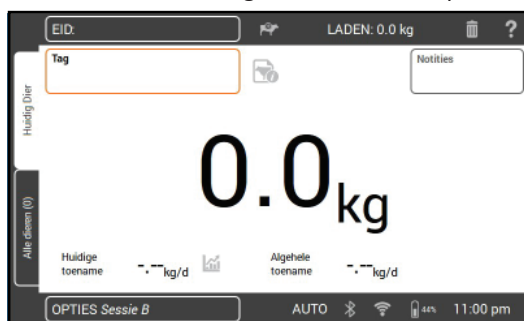 EID:
LADEN: 0.0 kg
?
Tag
Notities
Huidig Dier
0.0kg
Alle dieren (0)
Huidige toename -.--kg/d
Algehele toename -.--kg/d
OPTIES Sessie B
AUTO
44%
11:00 pm